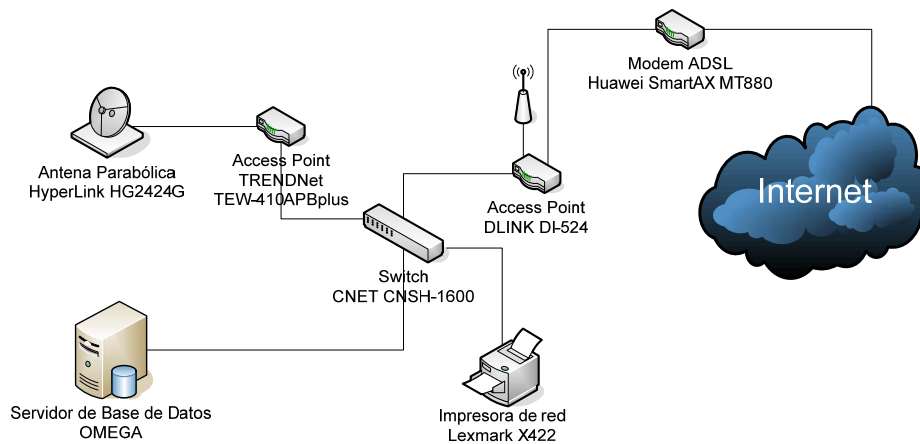 Modem ADSL
Huawei SmartAX MT880
Antena Parabólica
HyperLink HG2424G
Access Point
TRENDNet
TEW-410APBplus
Access Point
DLINK DI-524
Internet
Switch
CNET CNSH-1600
Servidor de Base de Datos
OMEGA
Impresora de red
Lexmark X422